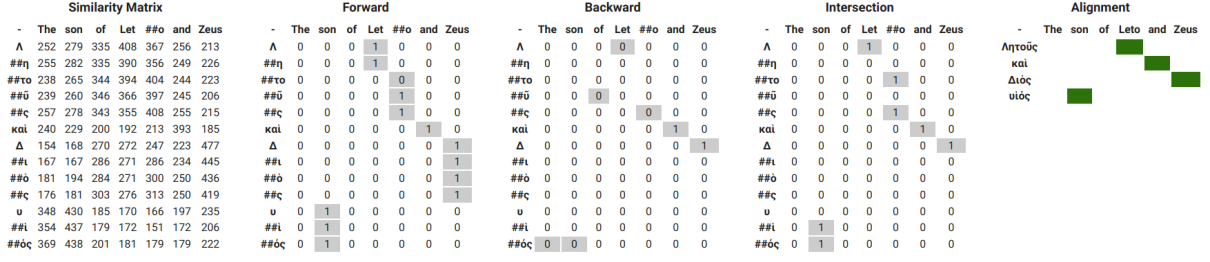 Similarity Matrix Forward Backward Intersection Alignment
- The son of Let ##o and Zeus - The son of Let ##o and Zeus - The son of Let ##o and Zeus - The son of Let ##o and Zeus - The son of Leto and Zeus
Λ 252 279 335 408 367 256 213 Λ 0 0 0 1 0 0 0 Λ 0 0 0 0 0 0 0 Λ 0 0 0 1 0 0 0 Λητοῦς
##η 255 282 335 390 356 249 226 ##η 0 0 0 1 0 0 0 ##η 0 0 0 0 0 0 0 ##η 0 0 0 0 0 0 0 καὶ
##το 238 265 344 394 404 244 223 ##το 0 0 0 0 0 0 0 ##το 0 0 0 0 0 0 0 ##το 0 0 0 0 1 0 0 Διὸς
##ῦ 239 260 346 366 397 245 206 ##ῦ 0 0 0 0 1 0 0 ##ῦ 0 0 0 0 0 0 0 ##ῦ 0 0 0 0 0 0 0 υἱός
##ς 257 278 343 355 408 255 215 ##ς 0 0 0 0 1 0 0 ##ς 0 0 0 0 0 0 0 ##ς 0 0 0 0 1 0 0
καὶ 240 229 200 192 213 393 185 καὶ 0 0 0 0 0 1 0 καὶ 0 0 0 0 0 1 0 καὶ 0 0 0 0 0 1 0
Δ 154 168 270 272 247 223 477 Δ 0 0 0 0 0 0 1 Δ 0 0 0 0 0 0 1 Δ 0 0 0 0 0 0 1
##ι 167 167 286 271 286 234 445 ##ι 0 0 0 0 0 0 1 ##ι 0 0 0 0 0 0 0 ##ι 0 0 0 0 0 0 0
##ὸ 181 194 284 271 300 250 436 ##ὸ 0 0 0 0 0 0 1 ##ὸ 0 0 0 0 0 0 0 ##ὸ 0 0 0 0 0 0 0
##ς 176 181 303 276 313 250 419 ##ς 0 0 0 0 0 0 1 ##ς 0 0 0 0 0 0 0 ##ς 0 0 0 0 0 0 0
υ 348 430 185 170 166 197 235 υ 0 1 0 0 0 0 0 υ 0 0 0 0 0 0 0 υ 0 0 0 0 0 0 0
##ἱ 354 437 179 172 151 172 206 ##ἱ 0 1 0 0 0 0 0 ##ἱ 0 0 0 0 0 0 0 ##ἱ 0 1 0 0 0 0 0
##ός 369 438 201 181 179 179 222 ##ός 0 1 0 0 0 0 0 ##ός 0 0 0 0 0 0 0 ##ός 0 1 0 0 0 0 0